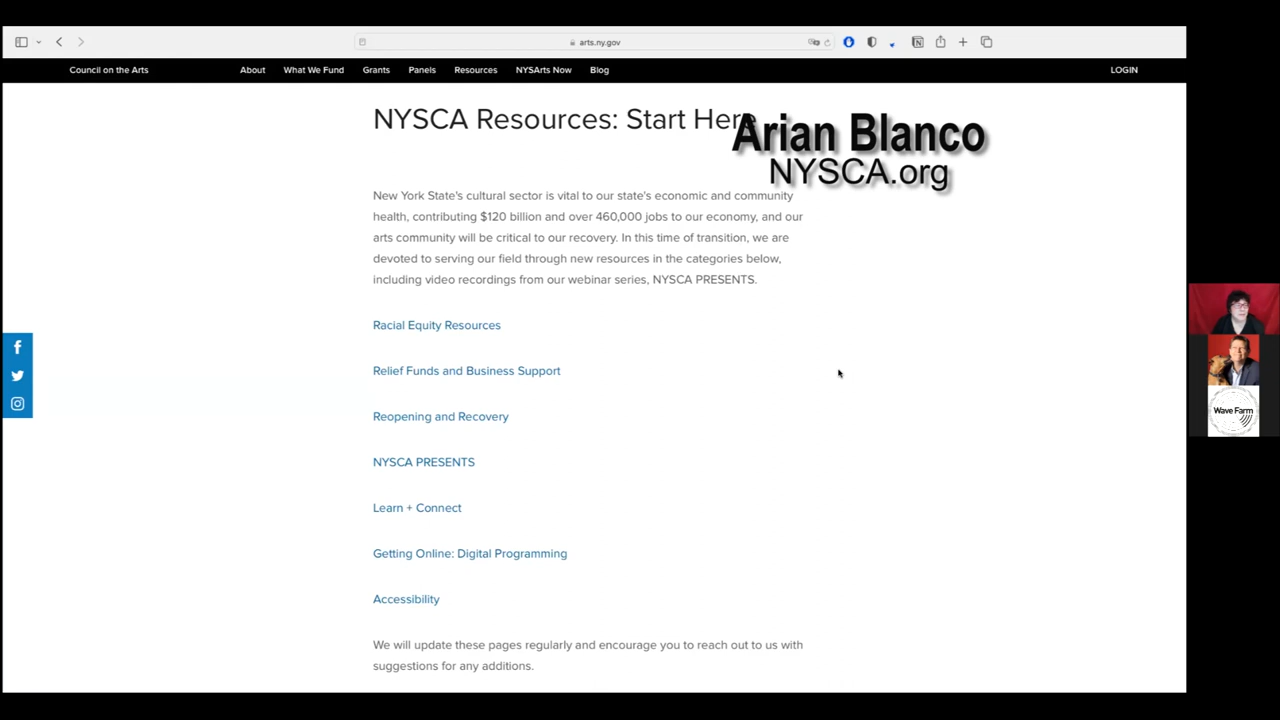 arts.ny.gov
Council on the Arts
About
What We Fund
Grants
Panels
Resources
NYSArts Now
Blog
LOGIN
NYSCA Resources: Start Here
Arian Blanco
NYSCA.org
New York State's cultural sector is vital to our state's economic and community
health, contributing $120 billion and over 460,000 jobs to our economy, and our
arts community will be critical to our recovery. In this time of transition, we are
devoted to serving our field through new resources in the categories below,
including video recordings from our webinar series, NYSCA PRESENTS.
Racial Equity Resources
Relief Funds and Business Support
Reopening and Recovery
NYSCA PRESENTS
Learn + Connect
Getting Online: Digital Programming
Accessibility
We will update these pages regularly and encourage you to reach out to us with
suggestions for any additions.
Wave Farm